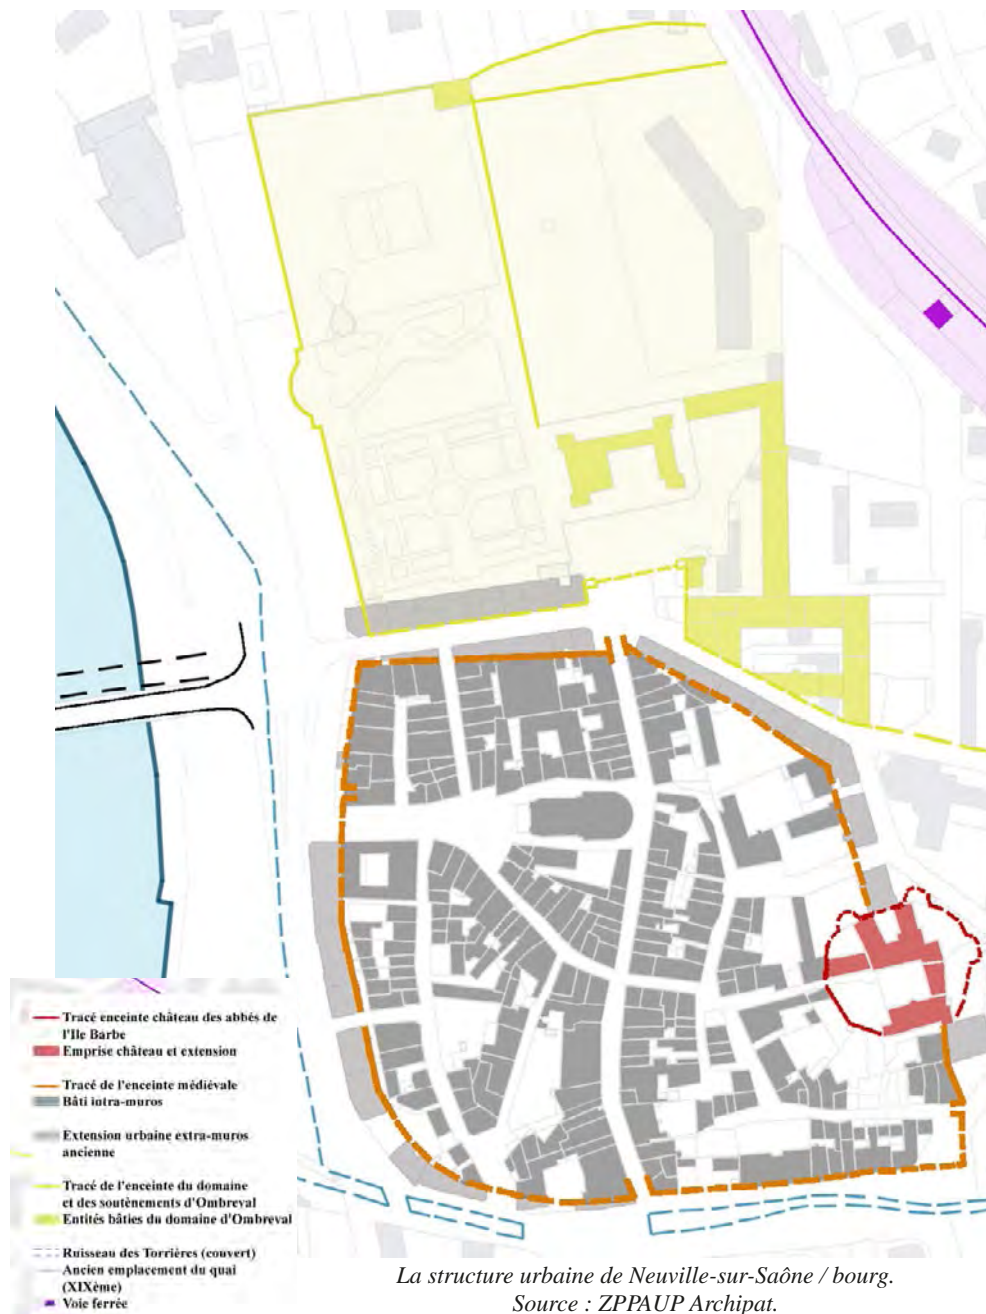 Tracé enceinte château des abbés de
l'Ile Barbe
Emprise château et extension
Tracé de l'enceinte médiévale
Bâti intra-muros
Extension urbaine extra-muros
ancienne
Tracé de l'enceinte du domaine
et des soutènements d'Ombreval
Entités bâties du domaine d'Ombreval
Ruisseau des Torrières (couvert)
Ancien emplacement du quai
(XIXème)
Voie ferrée
La structure urbaine de Neuville-sur-Saône / bourg.
Source : ZPPAUP Archipat.